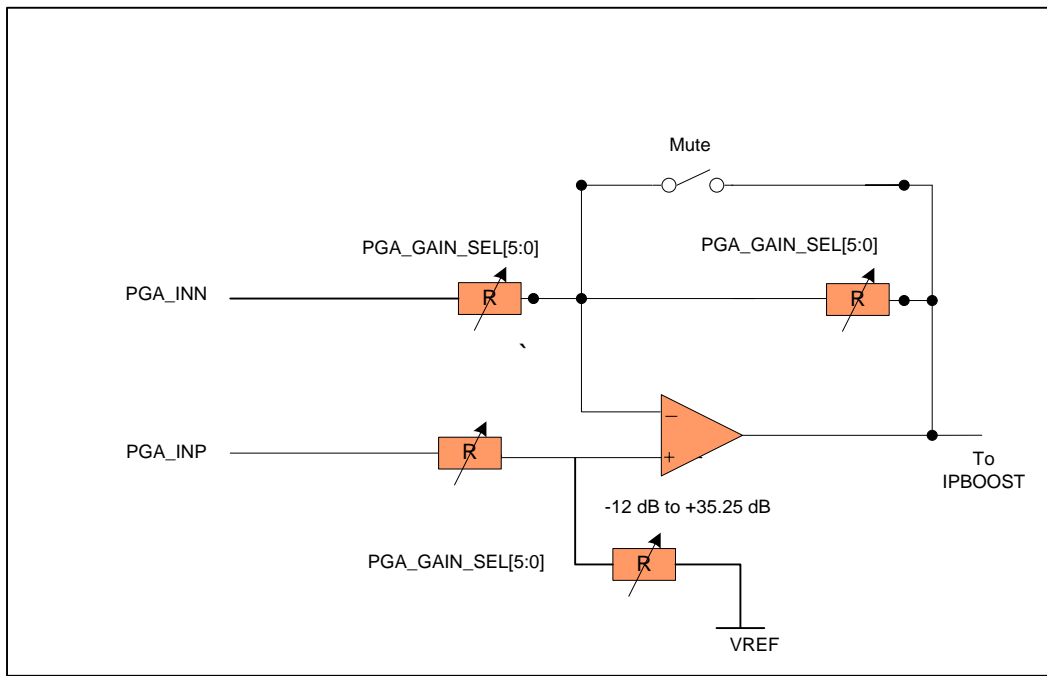 Mute
PGA_GAIN_SEL[5:0]
PGA_GAIN_SEL[5:0]
PGA_INN
R
R
`
PGA_INP
R
−
+
-
To
IPBOOST
-12 dB to +35.25 dB
PGA_GAIN_SEL[5:0]
R
VREF